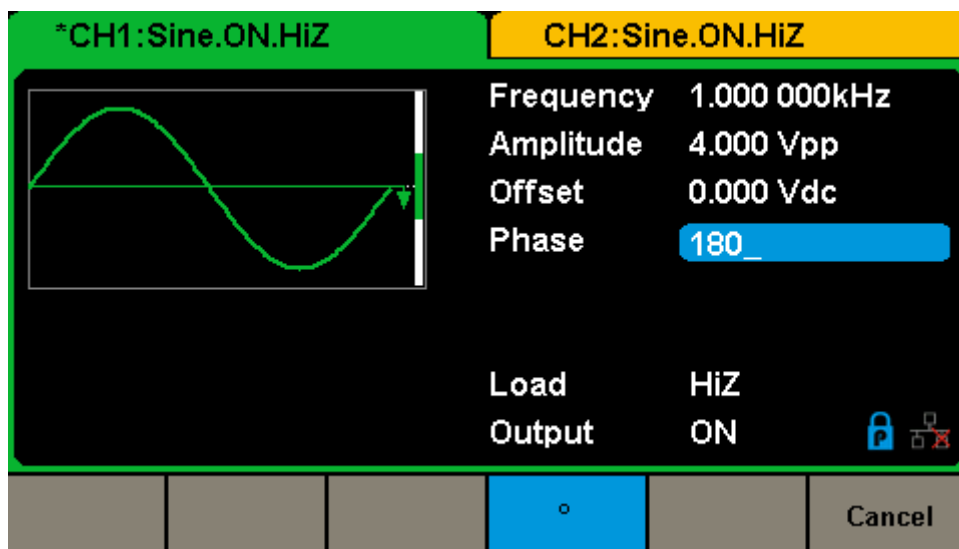 *CH1:Sine.ON.HiZ
CH2:Sine.ON.HiZ
Frequency 1.000 000kHz
Amplitude 4.000 Vpp
Offset 0.000 Vdc
Phase 180_
Load HiZ
Output ON
P
° Cancel